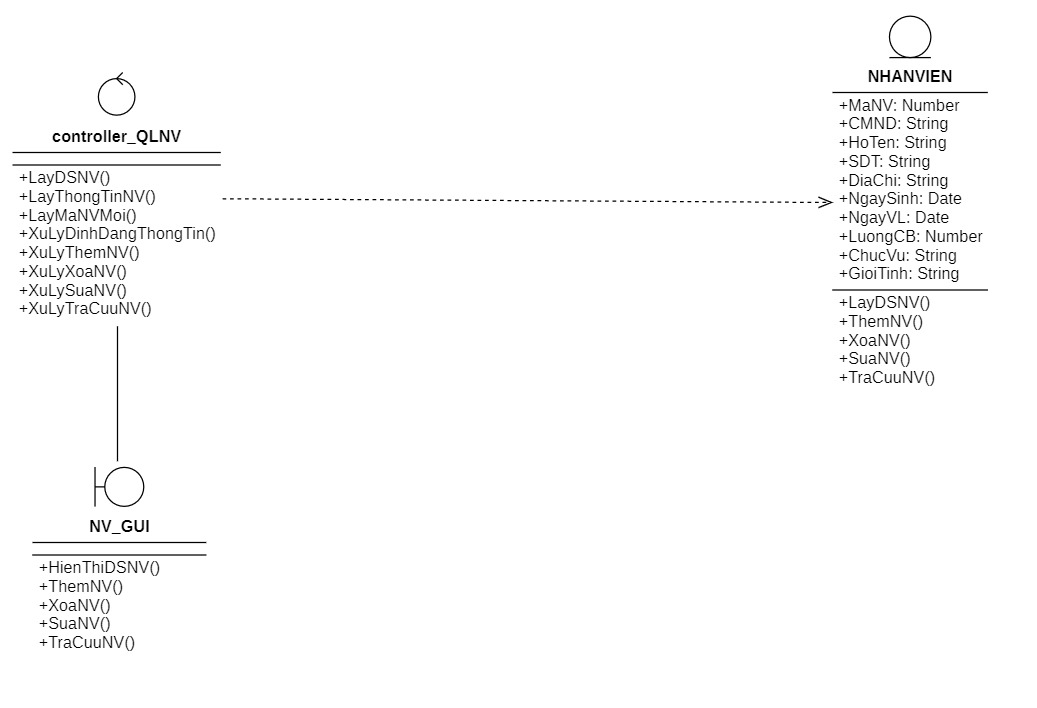 controller_QLNV
+LayDSNV()
+LayThongTinNV()
+LayMaNVMoi()
+XuLyDinhDangThongTin()
+XuLyThemNV()
+XuLyXoaNV()
+XuLySuaNV()
+XuLyTraCuuNV()
NHANVIEN
+MaNV: Number
+CMND: String
+HoTen: String
+SDT: String
+DiaChi: String
+NgaySinh: Date
+NgayVL: Date
+LuongCB: Number
+ChucVu: String
+GioiTinh: String
+LayDSNV()
+ThemNV()
+XoaNV()
+SuaNV()
+TraCuuNV()
NV_GUI
+HienThiDSNV()
+ThemNV()
+XoaNV()
+SuaNV()
+TraCuuNV()